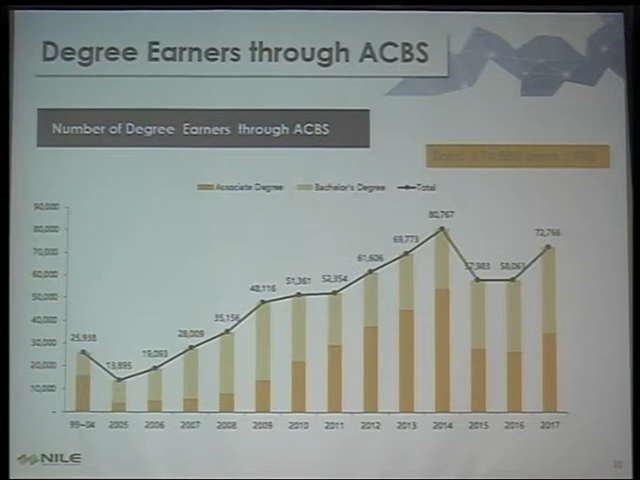 Degree Earners through ACBS
Number of Degree Earners through ACBS
Associate Degree Bachelor's Degree Total
90,000
80,000
70,000
60,000
50,000
40,000
30,000
20,000
10,000
-
25,938 13,895 19,093 28,009 35,156 48,116 51,361 52,354 61,606 69,773 80,767 57,983 58,061 72,766
99~04 2005 2006 2007 2008 2009 2010 2011 2012 2013 2014 2015 2016 2017
NILE